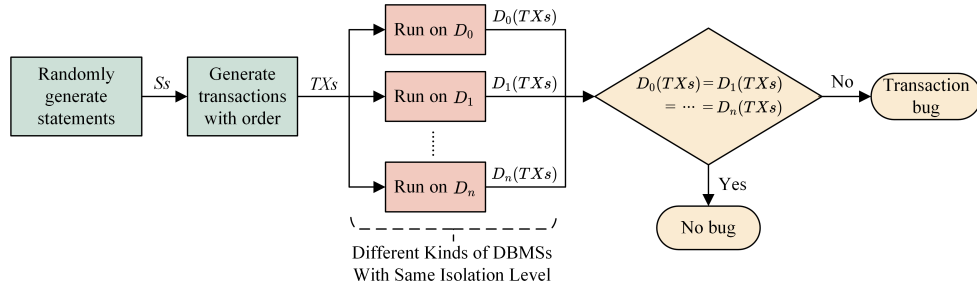 Randomly
generate
statements
Ss
Generate
transactions
with order
TXs
Run on D₀
D₀(TXs)
Run on D₁
D₁(TXs)
......
Run on Dₙ
Dₙ(TXs)
Different Kinds of DBMSs
With Same Isolation Level
D₀(TXs) = D₁(TXs)
= ⋯ = Dₙ(TXs)
No
Transaction
bug
Yes
No bug